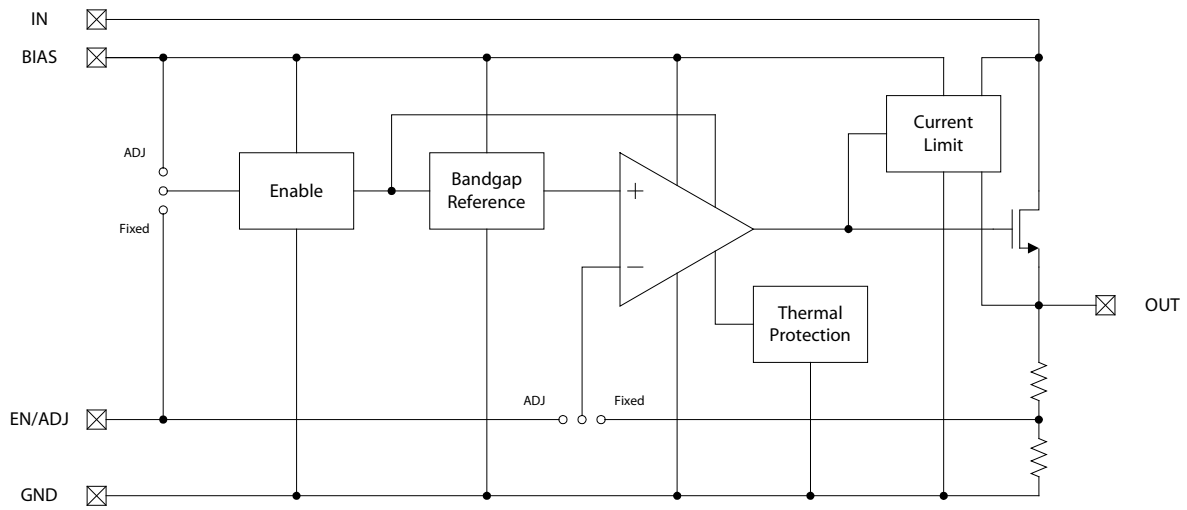 IN
BIAS
ADJ
Fixed
Enable
Bandgap
Reference
+
−
Current
Limit
Thermal
Protection
OUT
EN/ADJ
ADJ
Fixed
GND